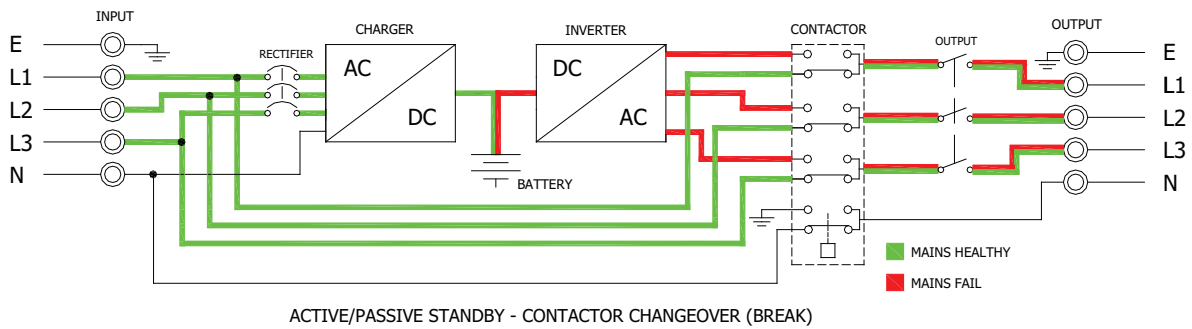 INPUT
E
L1
L2
L3
N
RECTIFIER
CHARGER
AC
DC
BATTERY
INVERTER
DC
AC
CONTACTOR
OUTPUT
OUTPUT
E
L1
L2
L3
N
MAINS HEALTHY
MAINS FAIL
ACTIVE/PASSIVE STANDBY - CONTACTOR CHANGEOVER (BREAK)